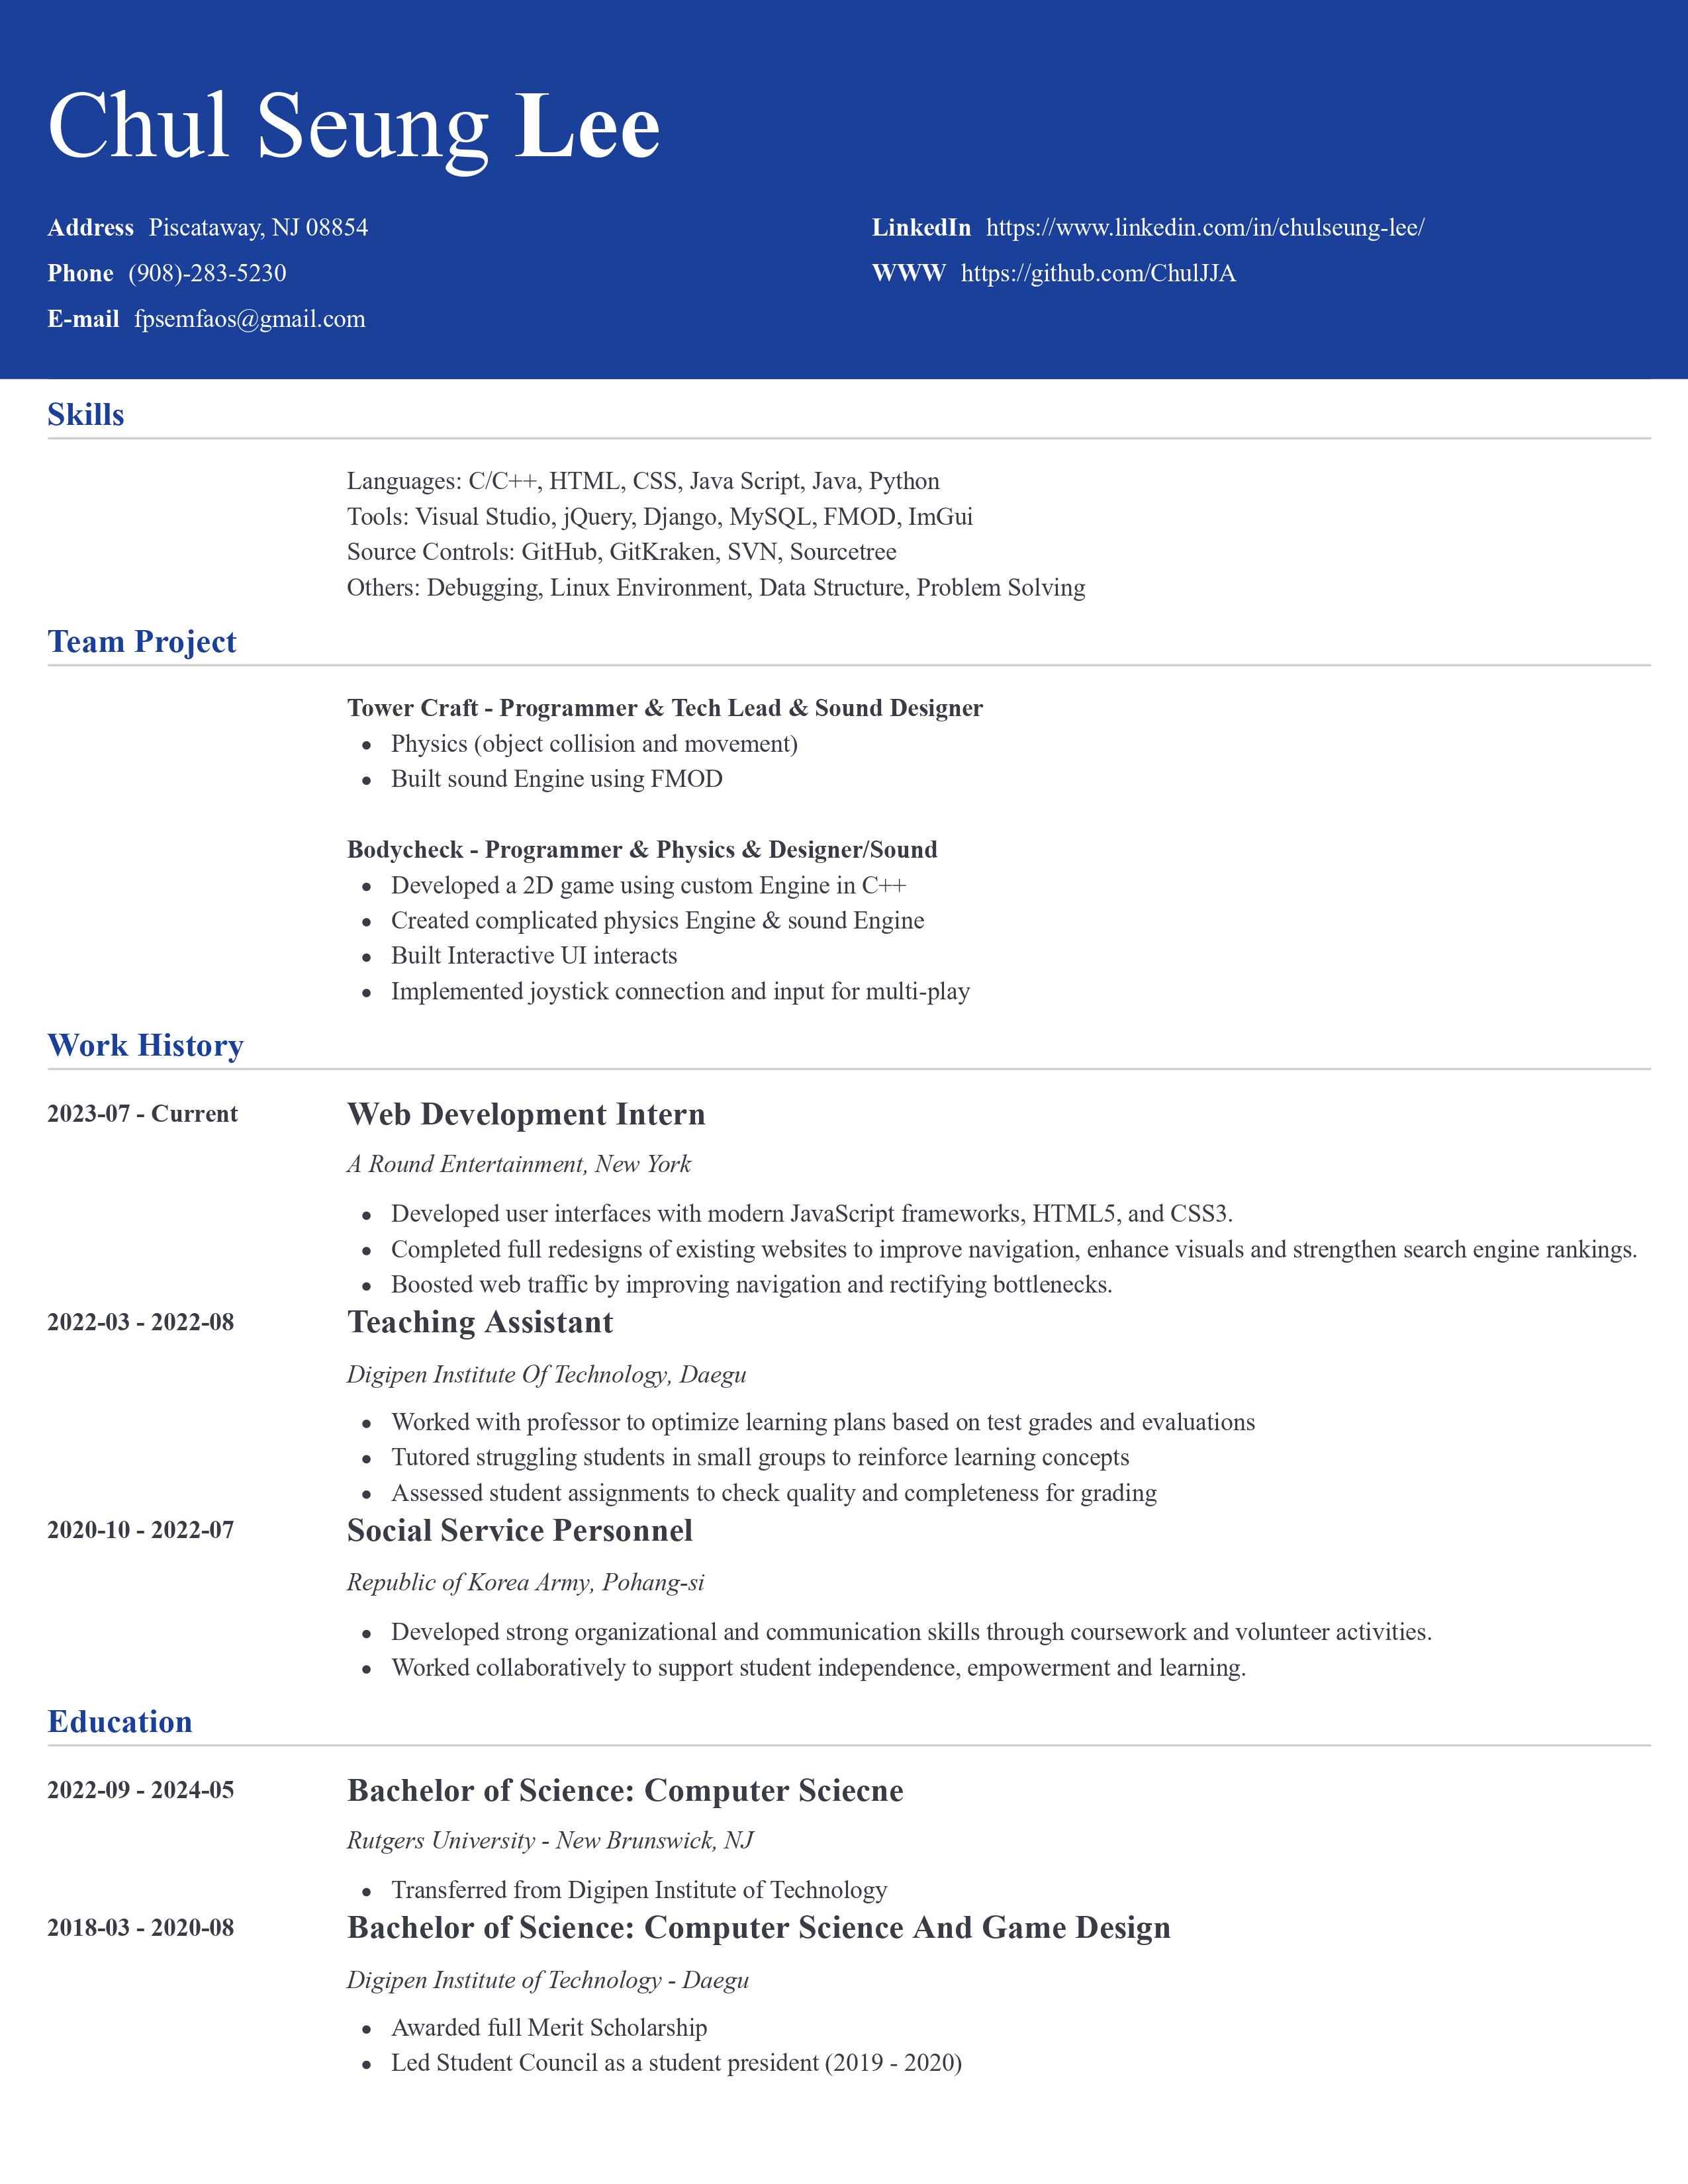 Chul Seung Lee
Address Piscataway, NJ 08854
Phone (908)-283-5230
E-mail fpsemfaos@gmail.com
LinkedIn https://www.linkedin.com/in/chulseung-lee/
WWW https://github.com/ChulJJA
Skills
Languages: C/C++, HTML, CSS, Java Script, Java, Python
Tools: Visual Studio, jQuery, Django, MySQL, FMOD, ImGui
Source Controls: GitHub, GitKraken, SVN, Sourcetree
Others: Debugging, Linux Environment, Data Structure, Problem Solving
Team Project
Tower Craft - Programmer & Tech Lead & Sound Designer
• Physics (object collision and movement)
• Built sound Engine using FMOD
Bodycheck - Programmer & Physics & Designer/Sound
• Developed a 2D game using custom Engine in C++
• Created complicated physics Engine & sound Engine
• Built Interactive UI interacts
• Implemented joystick connection and input for multi-play
Work History
2023-07 - Current
Web Development Intern
A Round Entertainment, New York
• Developed user interfaces with modern JavaScript frameworks, HTML5, and CSS3.
• Completed full redesigns of existing websites to improve navigation, enhance visuals and strengthen search engine rankings.
• Boosted web traffic by improving navigation and rectifying bottlenecks.
2022-03 - 2022-08
Teaching Assistant
Digipen Institute Of Technology, Daegu
• Worked with professor to optimize learning plans based on test grades and evaluations
• Tutored struggling students in small groups to reinforce learning concepts
• Assessed student assignments to check quality and completeness for grading
2020-10 - 2022-07
Social Service Personnel
Republic of Korea Army, Pohang-si
• Developed strong organizational and communication skills through coursework and volunteer activities.
• Worked collaboratively to support student independence, empowerment and learning.
Education
2022-09 - 2024-05
Bachelor of Science: Computer Sciecne
Rutgers University - New Brunswick, NJ
• Transferred from Digipen Institute of Technology
2018-03 - 2020-08
Bachelor of Science: Computer Science And Game Design
Digipen Institute of Technology - Daegu
• Awarded full Merit Scholarship
• Led Student Council as a student president (2019 - 2020)